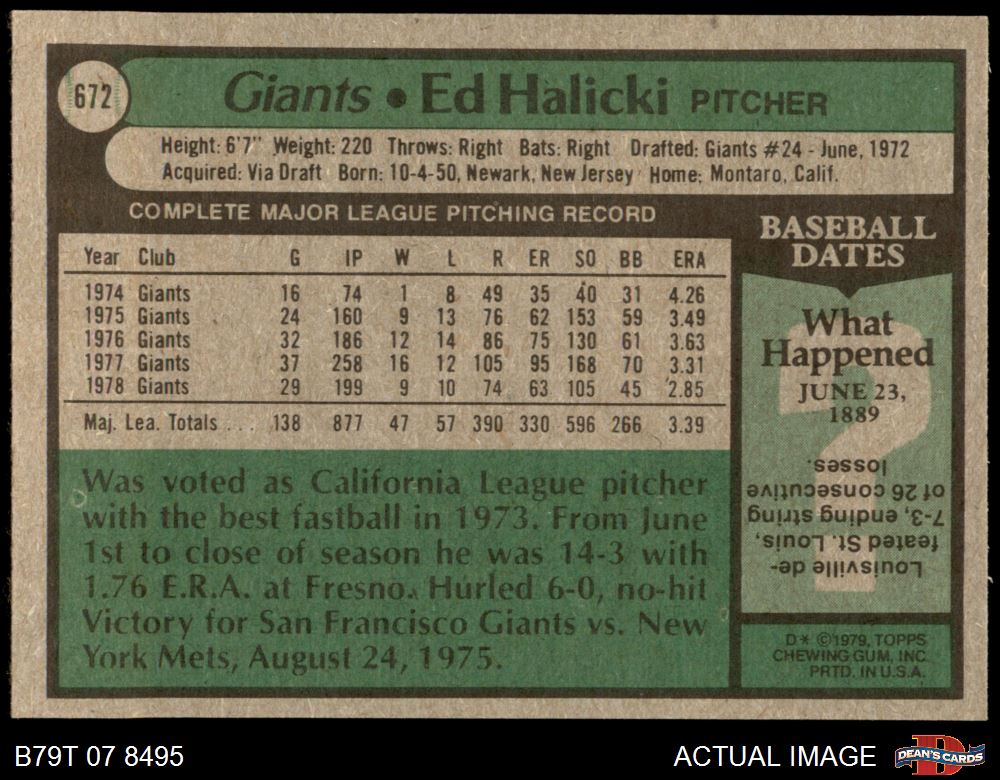 672
Giants • Ed Halicki PITCHER
Height: 6'7" Weight: 220 Throws: Right Bats: Right Drafted: Giants #24 - June, 1972
Acquired: Via Draft Born: 10-4-50, Newark, New Jersey Home: Montaro, Calif.
COMPLETE MAJOR LEAGUE PITCHING RECORD
Year Club G IP W L R ER SO BB ERA
1974 Giants 16 74 1 8 49 35 40 31 4.26
1975 Giants 24 160 9 13 76 62 153 59 3.49
1976 Giants 32 186 12 14 86 75 130 61 3.63
1977 Giants 37 258 16 12 105 95 168 70 3.31
1978 Giants 29 199 9 10 74 63 105 45 2.85
Maj. Lea. Totals . . . 138 877 47 57 390 330 596 266 3.39
Was voted as California League pitcher
with the best fastball in 1973. From June
1st to close of season he was 14-3 with
1.76 E.R.A. at Fresno. Hurled 6-0, no-hit
Victory for San Francisco Giants vs. New
York Mets, August 24, 1975.
BASEBALL
DATES
What
Happened
JUNE 23,
1889
?
Louisville de-
feated St. Louis,
7-3, ending string
of 26 consecutive
losses.
D* ©1979, TOPPS
CHEWING GUM, INC.
PRTD. IN U.S.A.
B79T 07 8495
ACTUAL IMAGE
D
DEAN'S CARDS